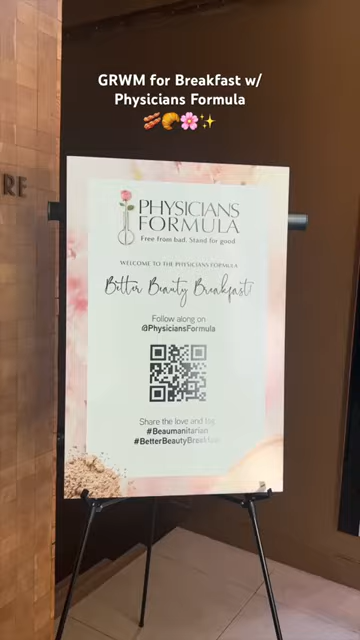 GRWM for Breakfast w/
Physicians Formula
🥓🥐🌸✨
RE
PHYSICIANS
FORMULA
Free from bad. Stand for good
WELCOME TO THE PHYSICIANS FORMULA
Better Beauty Breakfast!
Follow along on
@PhysiciansFormula
Share the love and tag
#Beaumanitarian
#BetterBeautyBreakfast